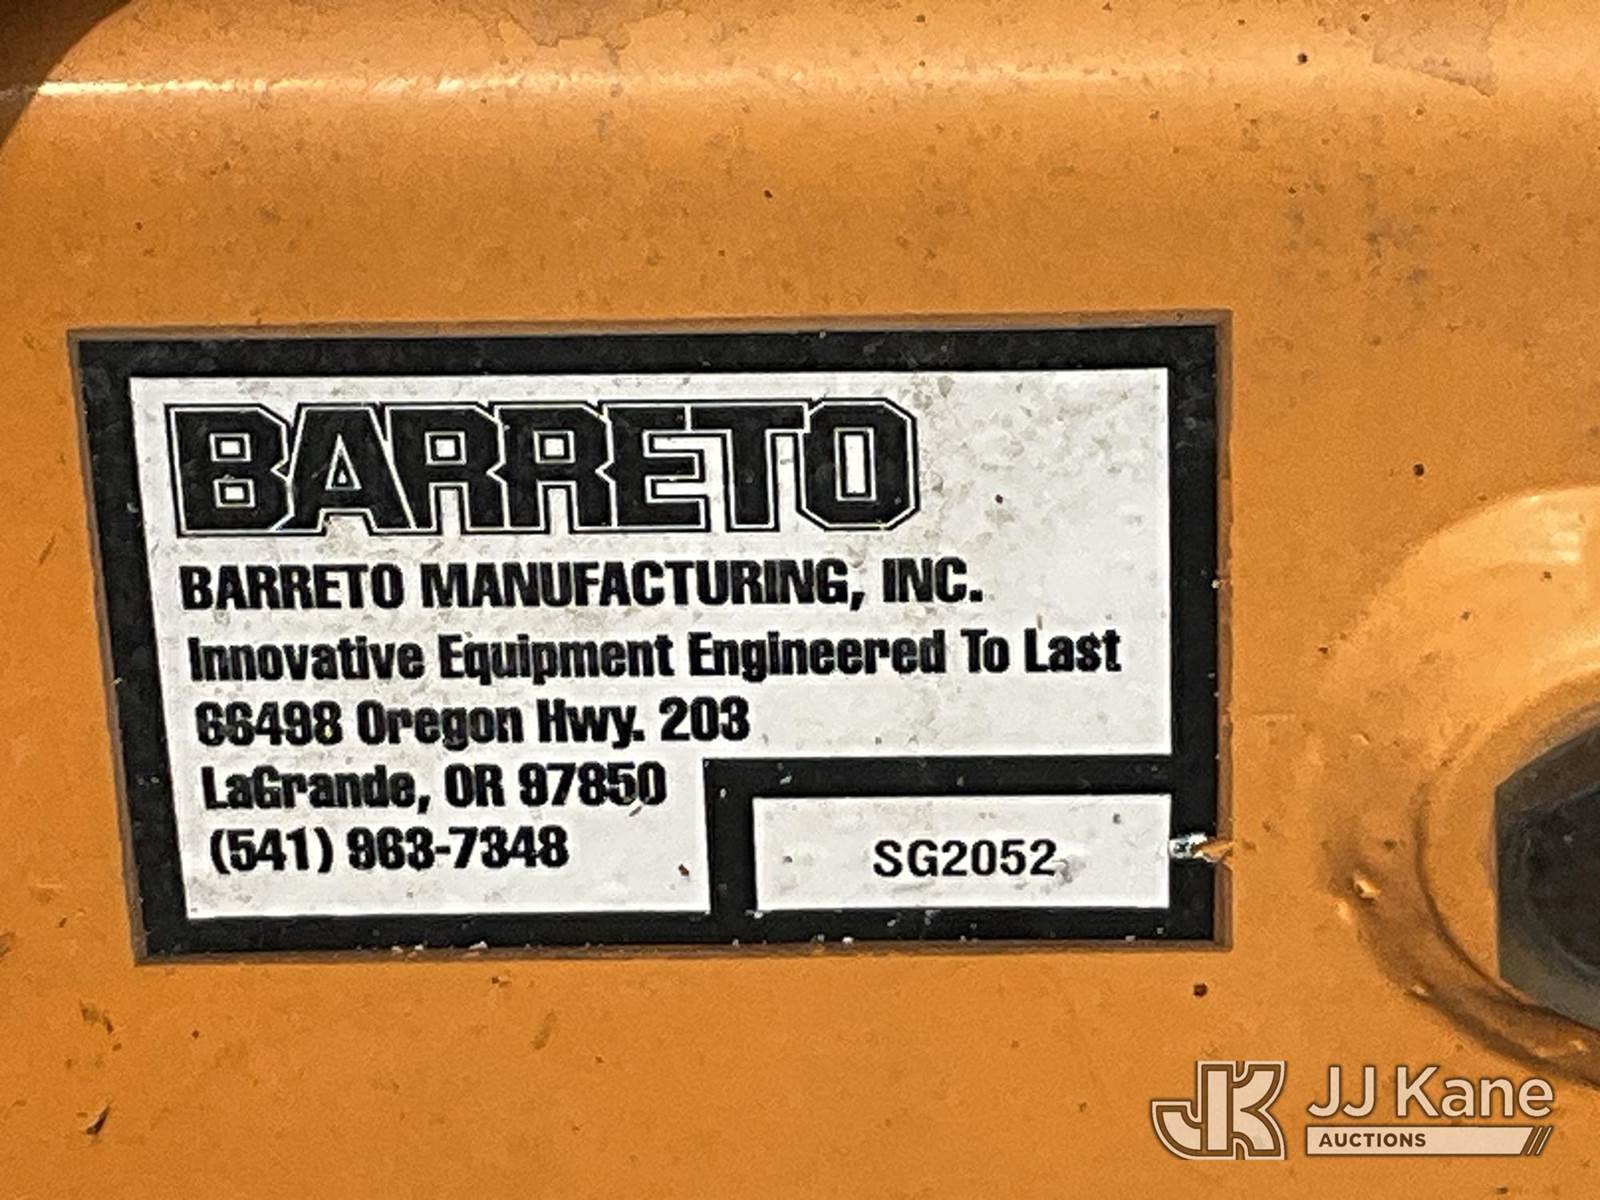 BARRETO
BARRETO MANUFACTURING, INC.
Innovative Equipment Engineered To Last
66498 Oregon Hwy. 203
LaGrande, OR 97850
(541) 963-7348
SG2052
JK JJ Kane
AUCTIONS